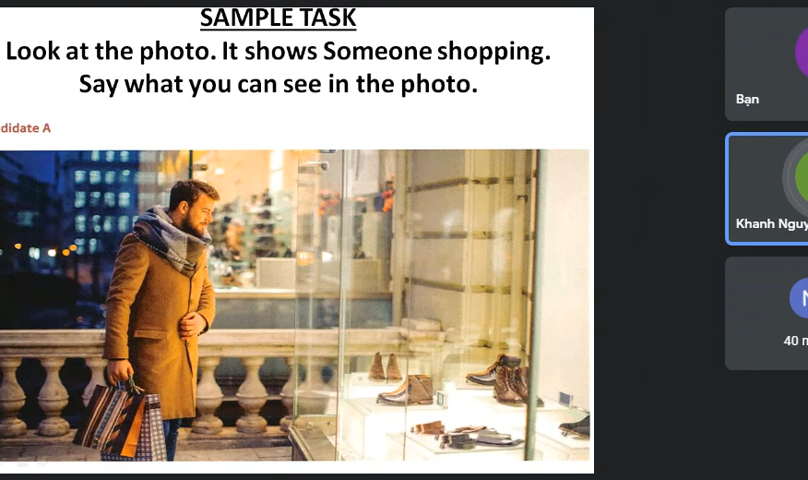 SAMPLE TASK
Look at the photo. It shows Someone shopping.
Say what you can see in the photo.
didate A
Bạn
Khanh Nguy
N
40 n